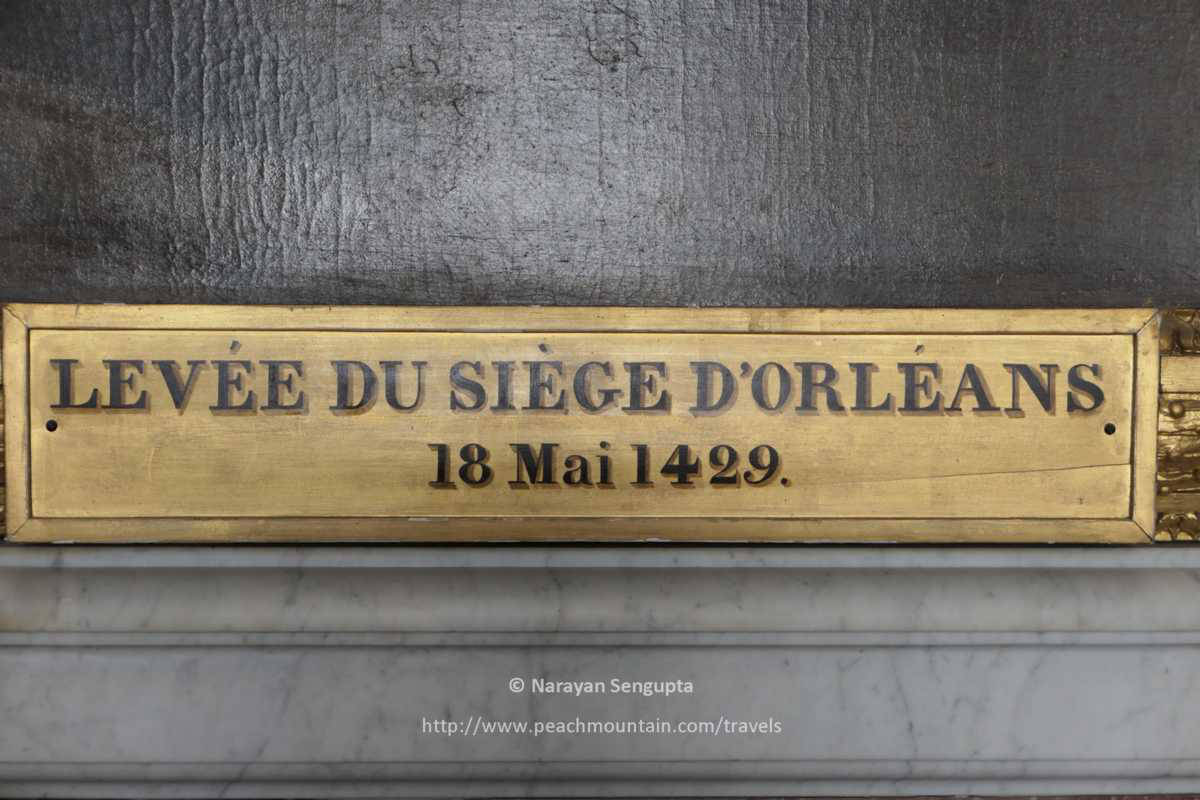 LEVÉE DU SIÈGE D'ORLÉANS
18 Mai 1429.
© Narayan Sengupta
http://www.peachmountain.com/travels